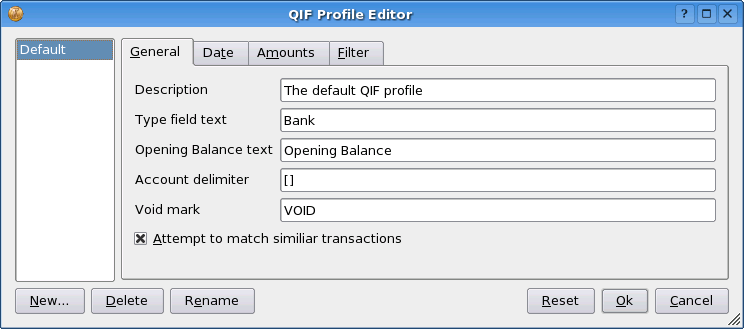 QIF Profile Editor
Default
General Date Amounts Filter
Description The default QIF profile
Type field text Bank
Opening Balance text Opening Balance
Account delimiter []
Void mark VOID
Attempt to match similiar transactions
New... Delete Rename Reset Ok Cancel